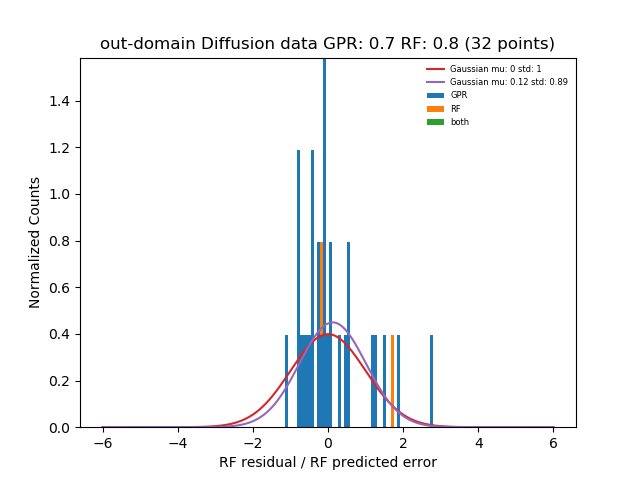 out-domain Diffusion data GPR: 0.7 RF: 0.8 (32 points)
Gaussian mu: 0 std: 1
Gaussian mu: 0.12 std: 0.89
GPR
RF
both
Normalized Counts
1.4
1.2
1.0
0.8
0.6
0.4
0.2
0.0
−6 −4 −2 0 2 4 6
RF residual / RF predicted error